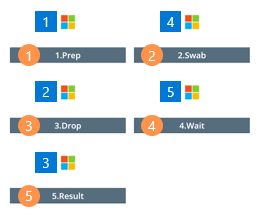 1
4
1 1.Prep
2 2.Swab
2
5
3 3.Drop
4 4.Wait
3
5 5.Result